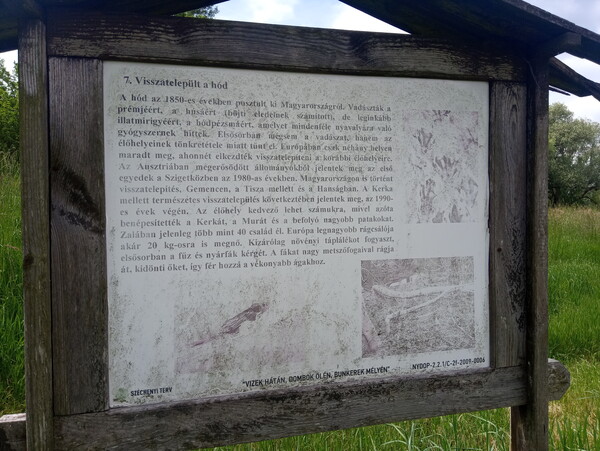 7. Visszatelepült a hód
A hód az 1850-es években pusztult ki Magyarországról. Vadászták a
prémjéért, a húsáért (böjti eledelnek számított), de leginkább
illatmirigyéért, a hódpézsmáért, amelyet mindenféle nyavalyára való
gyógyszernek hittek. Elsősorban mégsem a vadászat, hanem az
élőhelyeinek tönkretétele miatt tűnt el. Európában csak néhány helyen
maradt meg, ahonnét elkezdték visszatelepíteni a korábbi élőhelyeire.
Az Ausztriában megerősödött állományokból jelentek meg az első
egyedek a Szigetközben az 1980-as években. Magyarországon is történt
visszatelepítés, Gemencen, a Tisza mellett és a Hanságban. A Kerka
mellett természetes visszatelepülés következtében jelentek meg, az 1990-
es évek végén. Az élőhely kedvező lehet számukra, mivel azóta
benépesítették a Kerkát, a Murát és a befolyó nagyobb patakokat.
Zalában jelenleg több mint 40 család él. Európa legnagyobb rágcsálója
akár 20 kg-osra is megnő. Kizárólag növényi táplálékot fogyaszt,
elsősorban a fűz és nyárfák kérgét. A fákat nagy metszőfogaival rágja
át, kidönti őket, így fér hozzá a vékonyabb ágakhoz.
SZÉCHENYI TERV
"VIZEK HÁTÁN, DOMBOK ÖLÉN, BUNKEREK MÉLYÉN"
NYDOP-2.2.1/C-2f-2009-0006